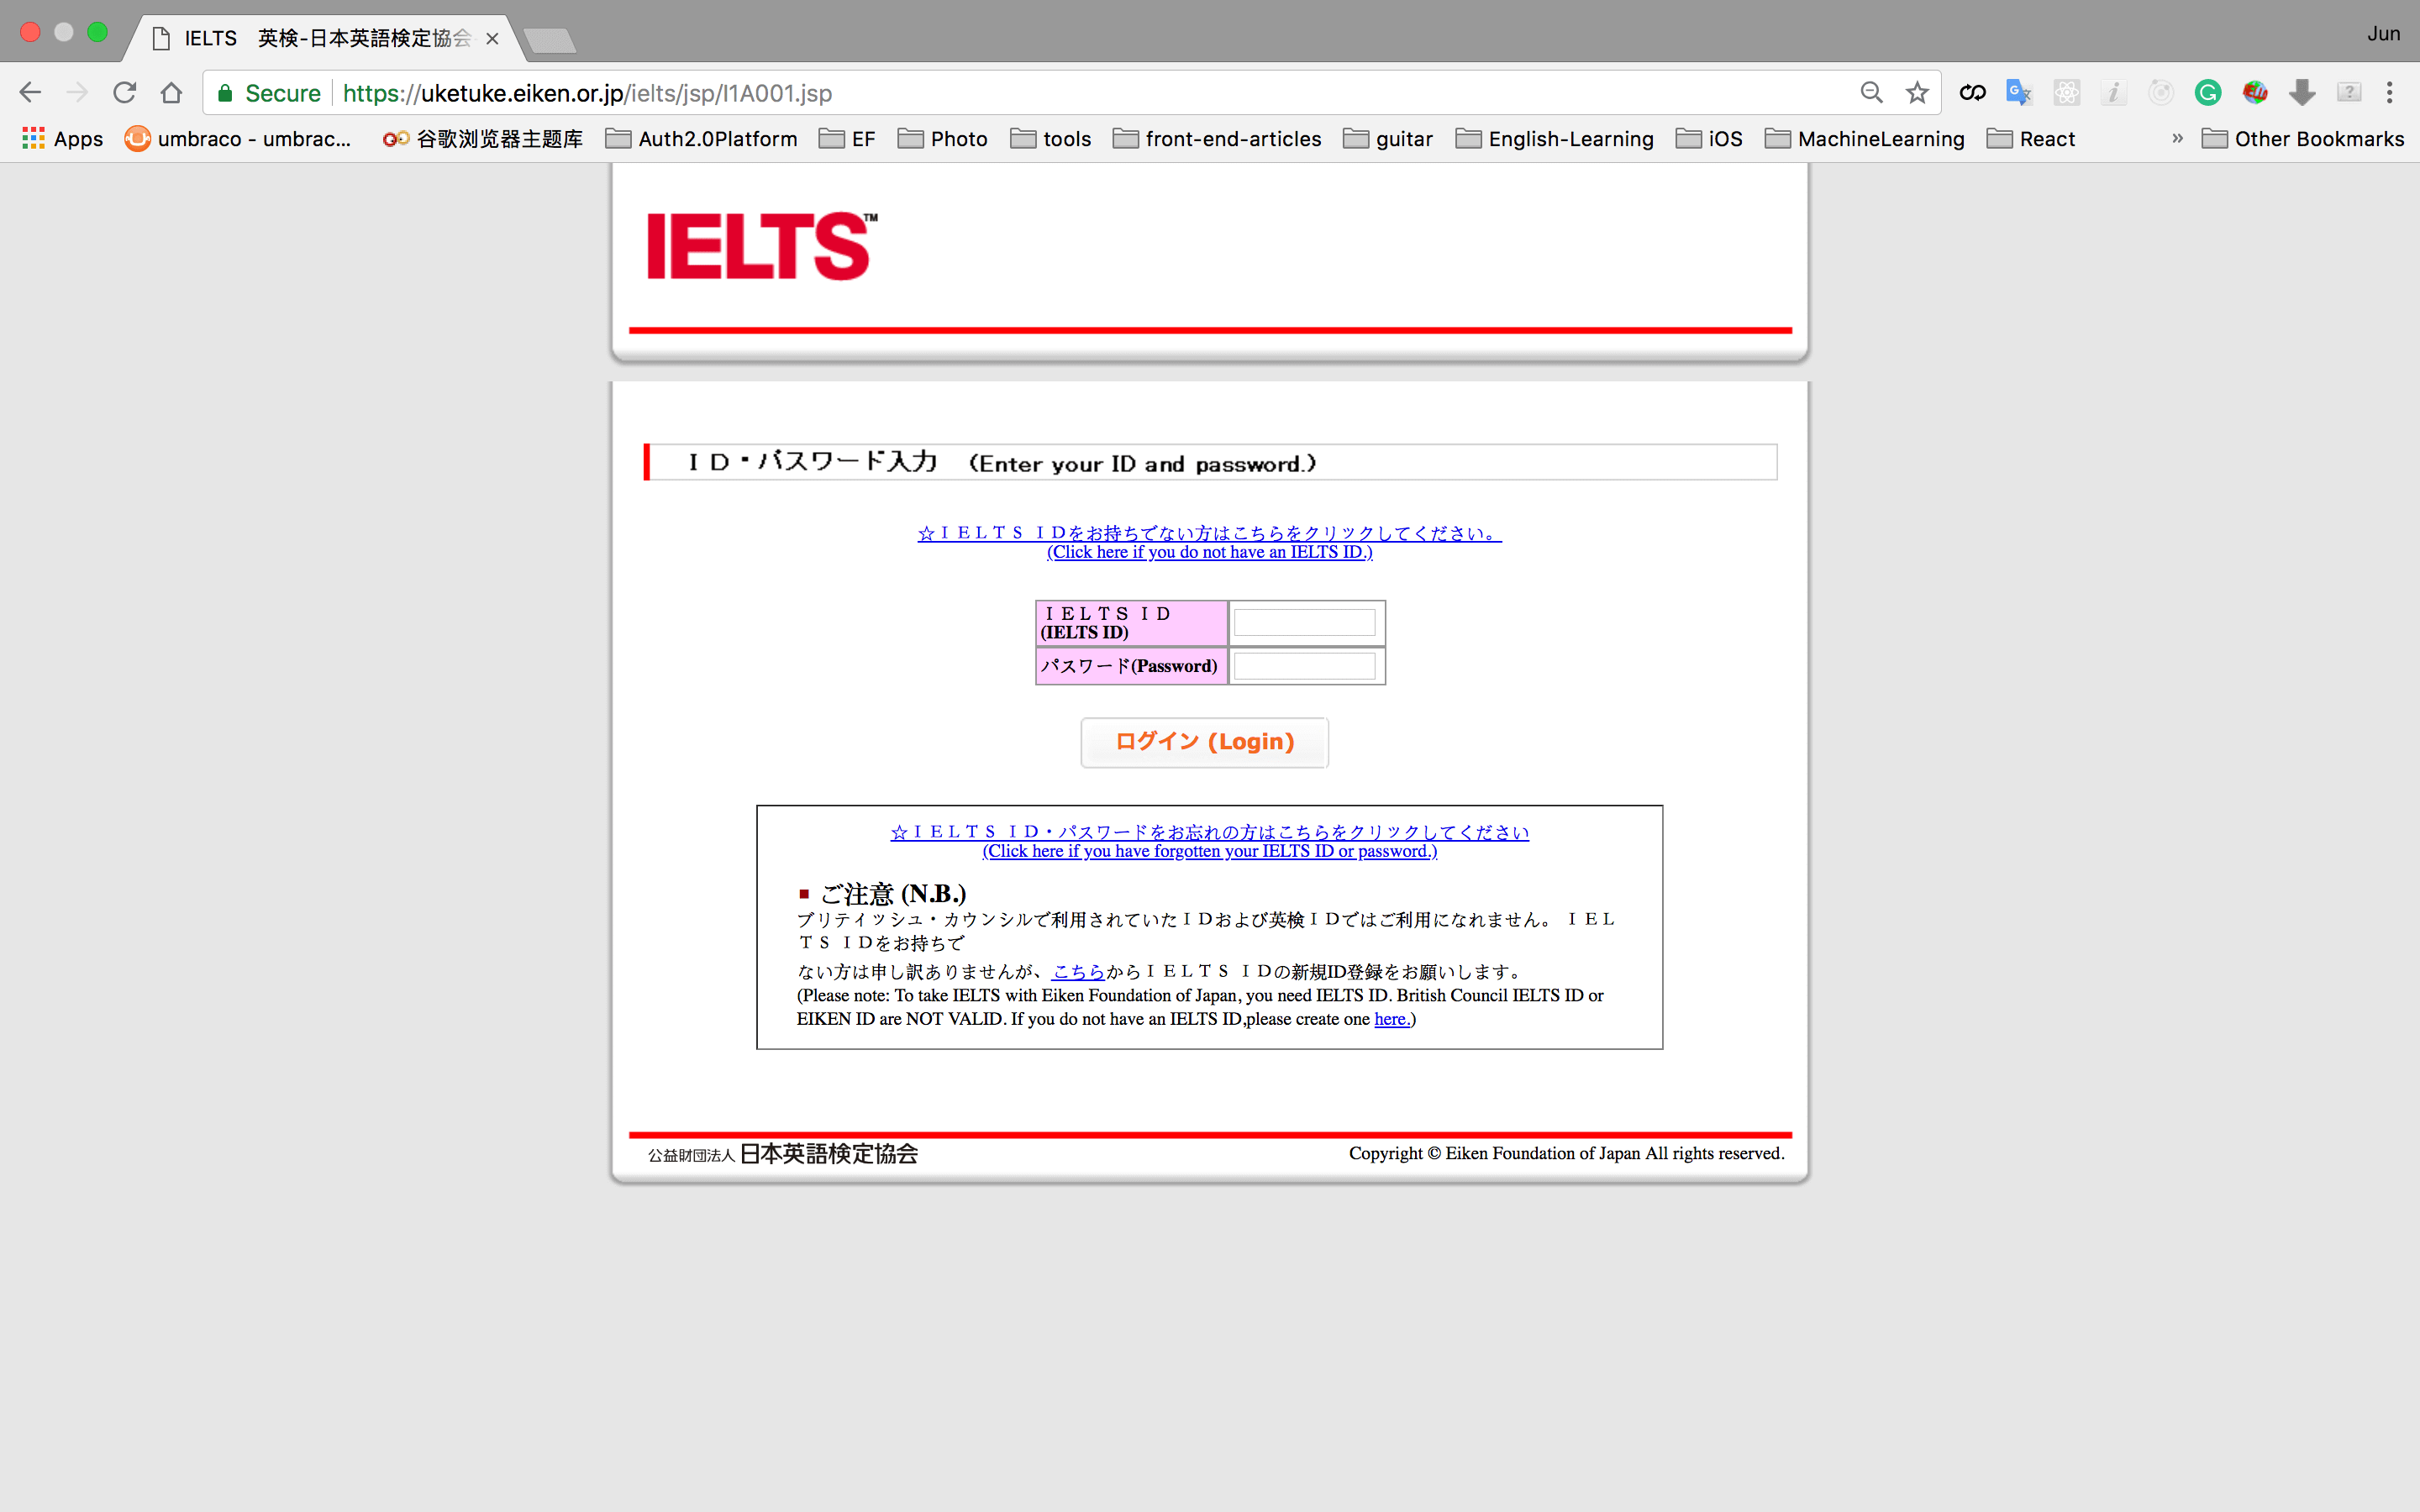 IELTS　英検-日本英語検定協会
Jun
Secure
https://uketuke.eiken.or.jp/ielts/jsp/I1A001.jsp
Apps
umbraco - umbrac...
谷歌浏览器主题库
Auth2.0Platform
EF
Photo
tools
front-end-articles
guitar
English-Learning
iOS
MachineLearning
React
»
Other Bookmarks
IELTS™
ＩＤ・パスワード入力　(Enter your ID and password.)
☆ＩＥＬＴＳ ＩＤをお持ちでない方はこちらをクリックしてください。
(Click here if you do not have an IELTS ID.)
ＩＥＬＴＳ ＩＤ
(IELTS ID)
パスワード(Password)
ログイン (Login)
☆ＩＥＬＴＳ ＩＤ・パスワードをお忘れの方はこちらをクリックしてください
(Click here if you have forgotten your IELTS ID or password.)
ご注意 (N.B.)
ブリティッシュ・カウンシルで利用されていたＩＤおよび英検ＩＤではご利用になれません。 ＩＥＬ
ＴＳ ＩＤをお持ちで
ない方は申し訳ありませんが、こちらからＩＥＬＴＳ ＩＤの新規ID登録をお願いします。
(Please note: To take IELTS with Eiken Foundation of Japan, you need IELTS ID. British Council IELTS ID or
EIKEN ID are NOT VALID. If you do not have an IELTS ID,please create one here.)
公益財団法人 日本英語検定協会
Copyright © Eiken Foundation of Japan All rights reserved.